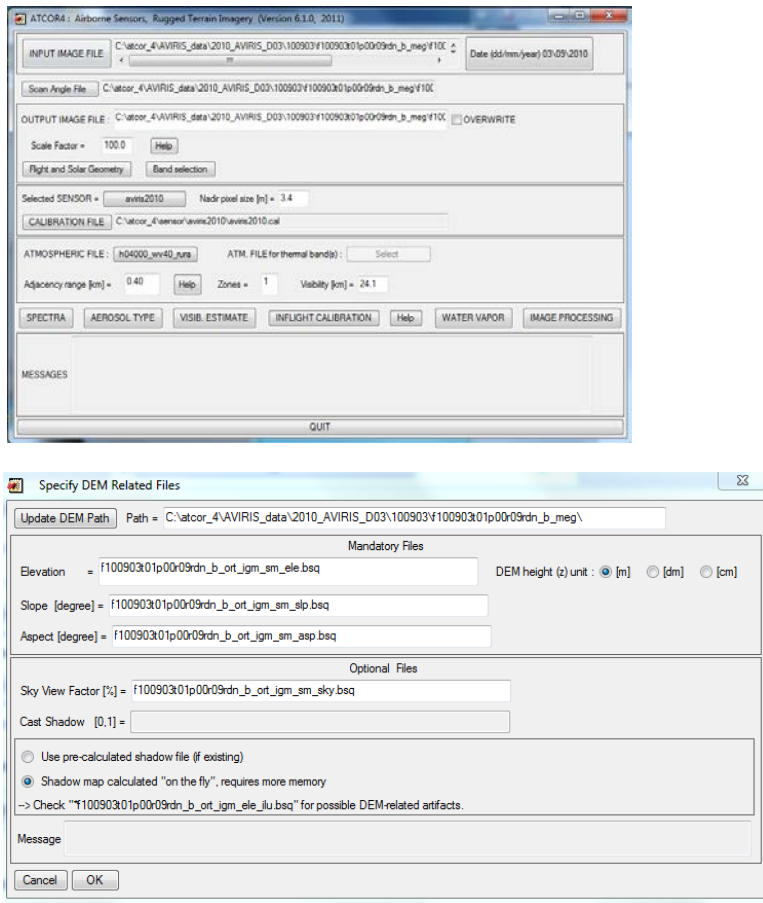 ATCOR4 : Airborne Sensors, Rugged Terrain Imagery (Version 6.1.0, 2011)
INPUT IMAGE FILE C:\atcor_4\AVIRIS_data\2010_AVIRIS_D03\100903\f100903t01p00r09rdn_b_meg\f10( Date (dd/mm/year) 03\09\2010
Scan Angle File C:\atcor_4\AVIRIS_data\2010_AVIRIS_D03\100903\f100903t01p00r09rdn_b_meg\f10(
OUTPUT IMAGE FILE : C:\atcor_4\AVIRIS_data\2010_AVIRIS_D03\100903\f100903t01p00r09rdn_b_meg\f10( OVERWRITE
Scale Factor = 100.0 Help
Flight and Solar Geometry Band selection
Selected SENSOR = aviris2010 Nadir pixel size [m] = 3.4
CALIBRATION FILE C:\atcor_4\sensor\aviris2010\aviris2010.cal
ATMOSPHERIC FILE : h04000_wv40_rura ATM. FILE for thermal band(s) : Select
Adjacency range [km] = 0.40 Help Zones = 1 Visibility [km] = 24.1
SPECTRA AEROSOL TYPE VISIB. ESTIMATE INFLIGHT CALIBRATION Help WATER VAPOR IMAGE PROCESSING
MESSAGES
QUIT
Specify DEM Related Files
Update DEM Path Path = C:\atcor_4\AVIRIS_data\2010_AVIRIS_D03\100903\f100903t01p00r09rdn_b_meg\
Mandatory Files
Elevation = f100903t01p00r09rdn_b_ort_igm_sm_ele.bsq DEM height (z) unit : [m] [dm] [cm]
Slope [degree] = f100903t01p00r09rdn_b_ort_igm_sm_slp.bsq
Aspect [degree] = f100903t01p00r09rdn_b_ort_igm_sm_asp.bsq
Optional Files
Sky View Factor [%] = f100903t01p00r09rdn_b_ort_igm_sm_sky.bsq
Cast Shadow [0,1] =
Use pre-calculated shadow file (if existing)
Shadow map calculated "on the fly", requires more memory
--> Check "*f100903t01p00r09rdn_b_ort_igm_ele_ilu.bsq" for possible DEM-related artifacts.
Message
Cancel OK